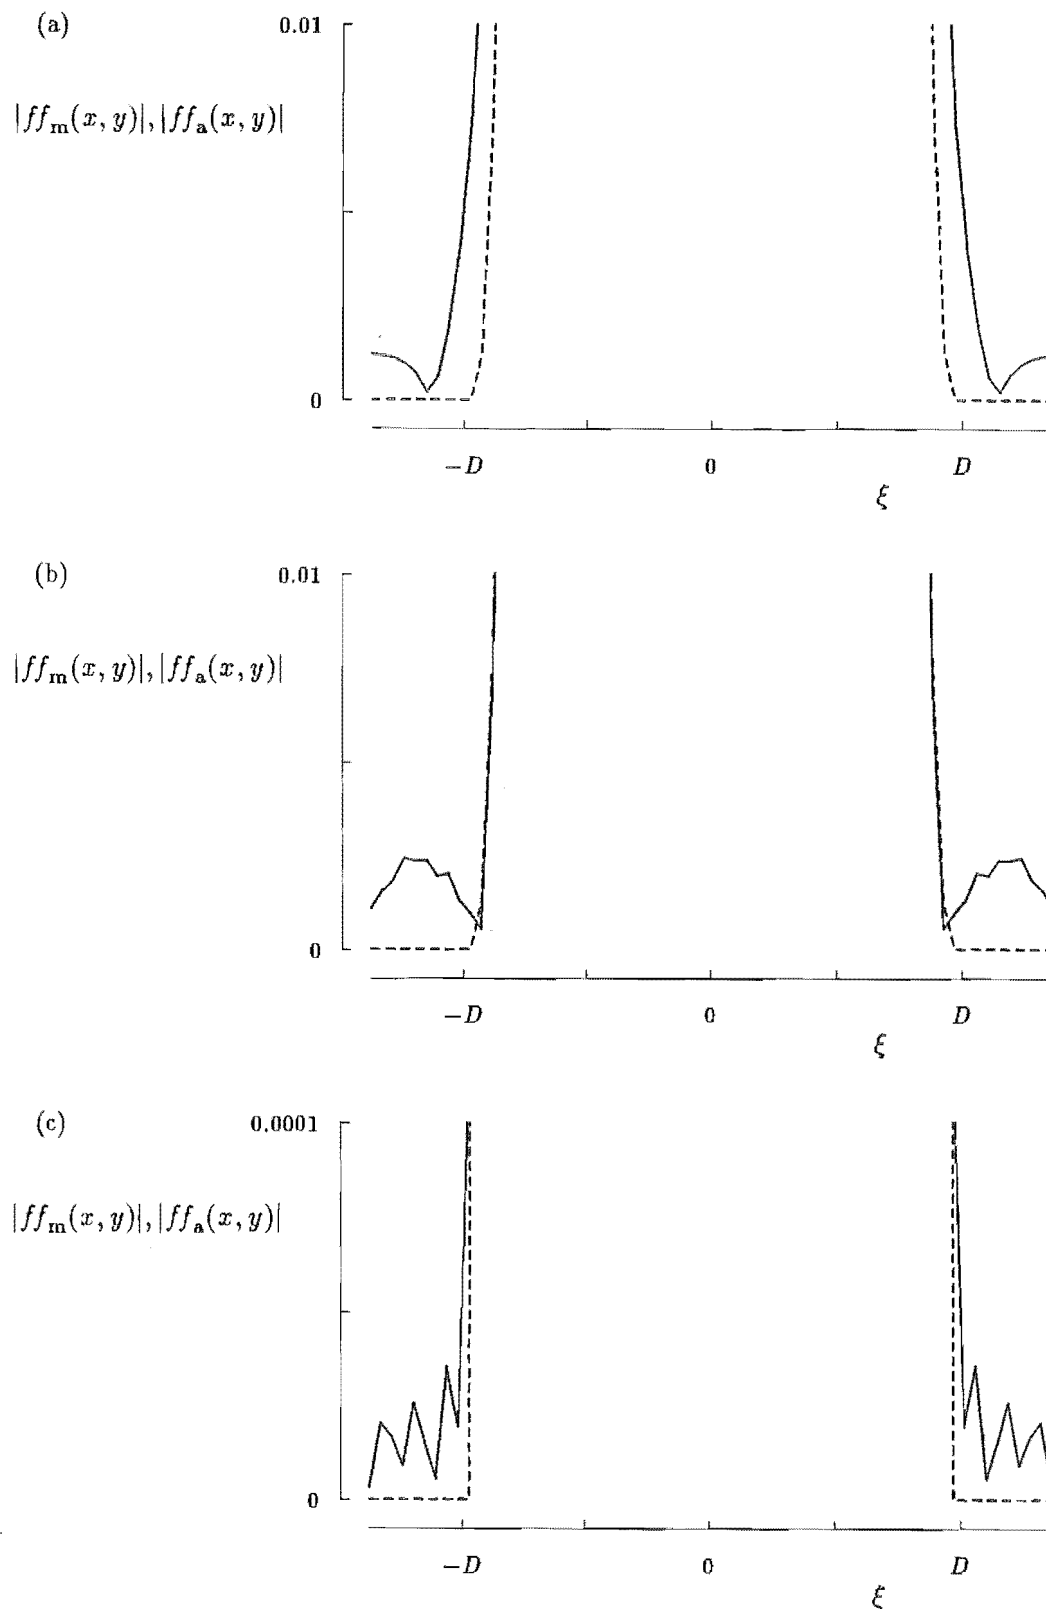 (a)
0.01
|ff_m(x, y)|, |ff_a(x, y)|
0
−D 0 D
ξ
(b)
0.01
|ff_m(x, y)|, |ff_a(x, y)|
0
−D 0 D
ξ
(c)
0.0001
|ff_m(x, y)|, |ff_a(x, y)|
0
−D 0 D
ξ